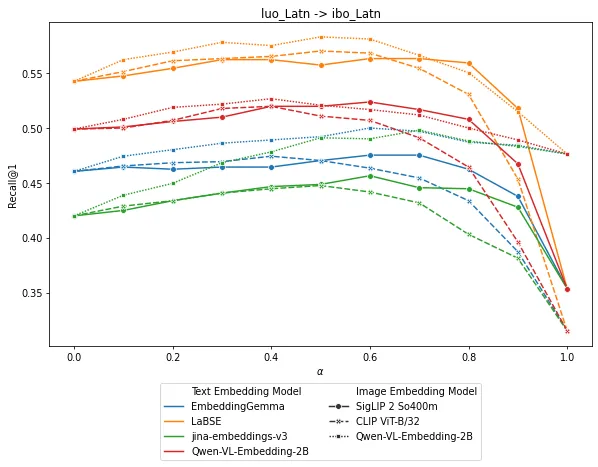 luo_Latn -> ibo_Latn
Recall@1
0.55
0.50
0.45
0.40
0.35
0.0 0.2 0.4 0.6 0.8 1.0
α
Text Embedding Model Image Embedding Model
EmbeddingGemma SigLIP 2 So400m
LaBSE CLIP ViT-B/32
jina-embeddings-v3 Qwen-VL-Embedding-2B
Qwen-VL-Embedding-2B